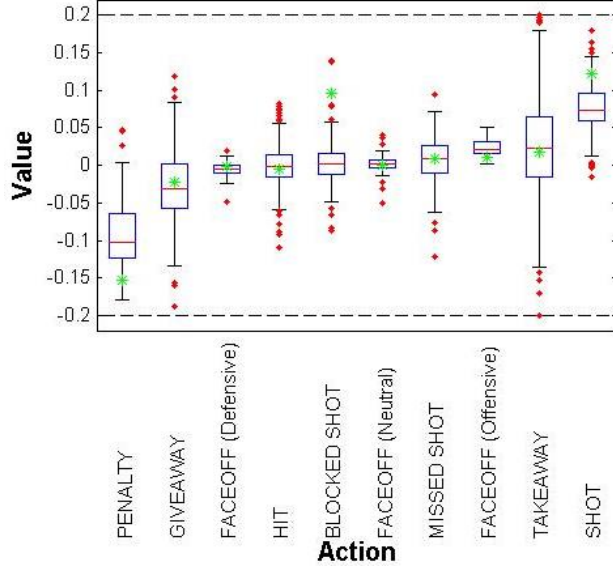 0.2
0.15
0.1
0.05
0
-0.05
-0.1
-0.15
-0.2
Value
PENALTY
GIVEAWAY
FACEOFF (Defensive)
HIT
BLOCKED SHOT
FACEOFF (Neutral)
MISSED SHOT
FACEOFF (Offensive)
TAKEAWAY
SHOT
Action